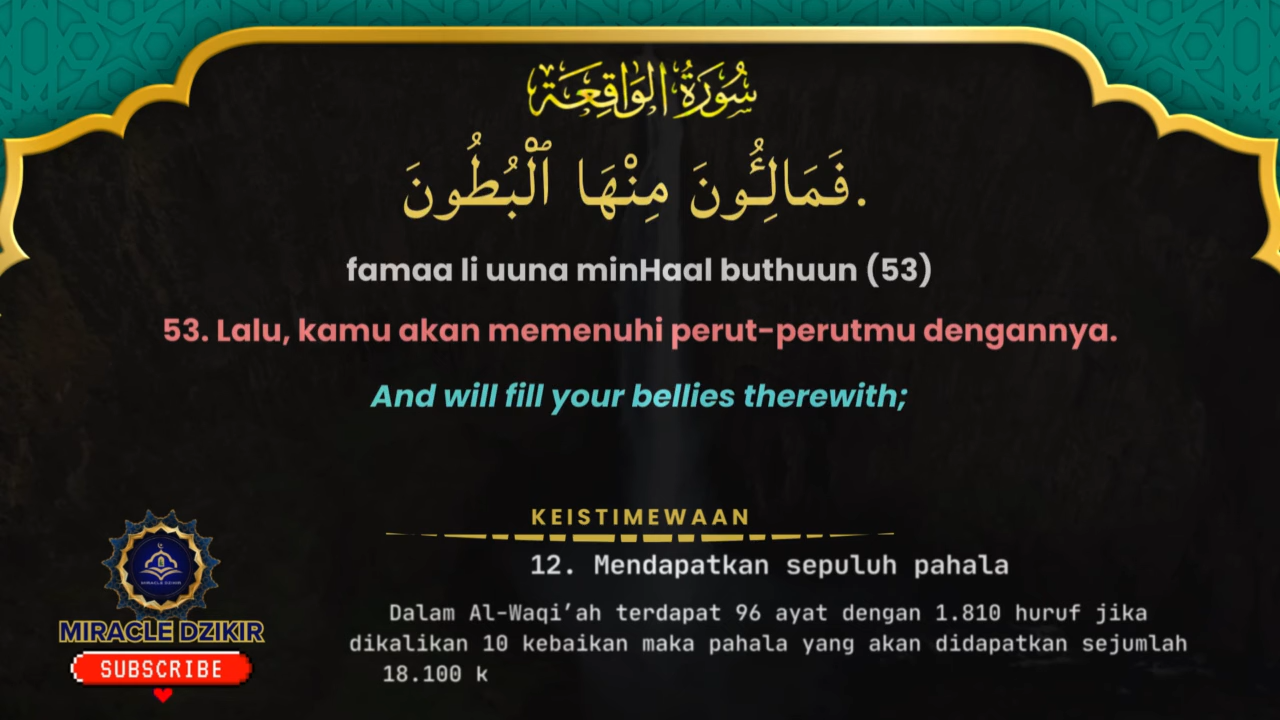 سُورَةُ الوَاقِعَة
فَمَالِـُٔونَ مِنْهَا ٱلْبُطُونَ.
famaa li uuna minHaal buthuun (53)
53. Lalu, kamu akan memenuhi perut-perutmu dengannya.
And will fill your bellies therewith;
KEISTIMEWAAN
12. Mendapatkan sepuluh pahala
Dalam Al-Waqi’ah terdapat 96 ayat dengan 1.810 huruf jika
dikalikan 10 kebaikan maka pahala yang akan didapatkan sejumlah
18.100 k
MIRACLE DZIKIR
MIRACLE DZIKIR
SUBSCRIBE